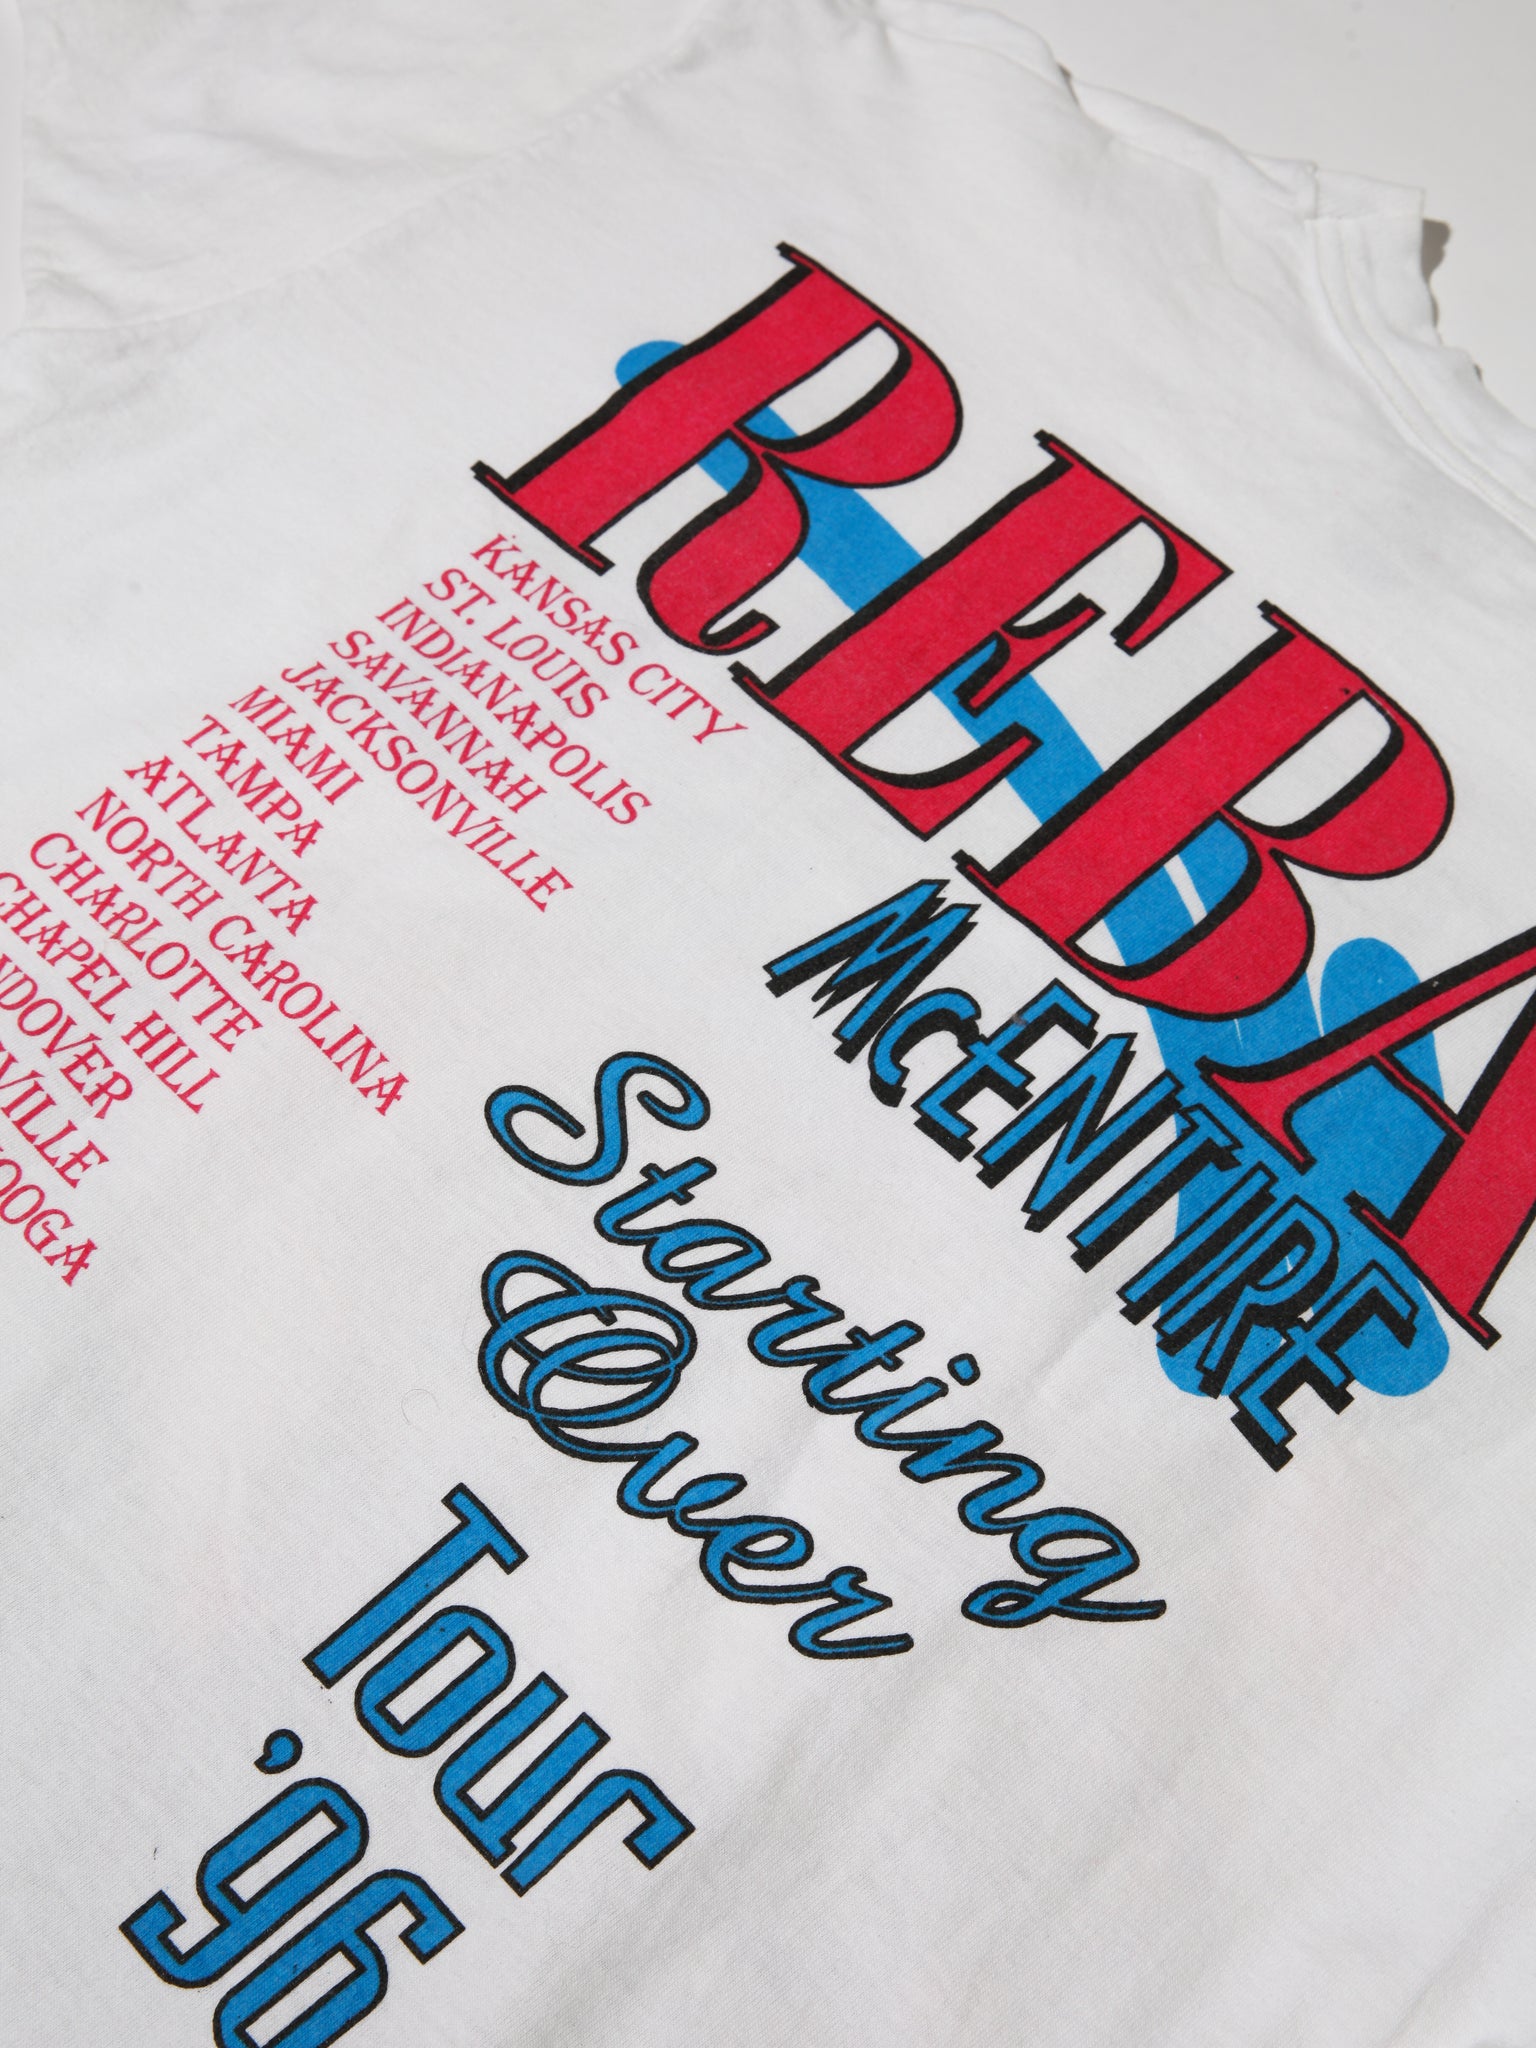 REBA
McENTIRE
Starting
Over
Tour
'96
KANSAS CITY
ST. LOUIS
INDIANAPOLIS
SAVANNAH
JACKSONVILLE
MIAMI
TAMPA
ATLANTA
NORTH CAROLINA
CHARLOTTE
CHAPEL HILL